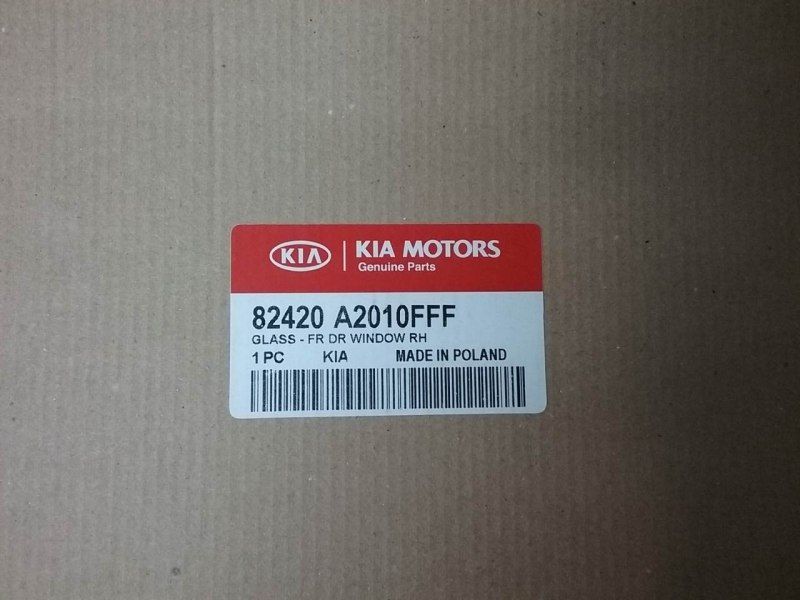 KIA KIA MOTORS
Genuine Parts
82420 A2010FFF
GLASS - FR DR WINDOW RH
1 PC KIA MADE IN POLAND